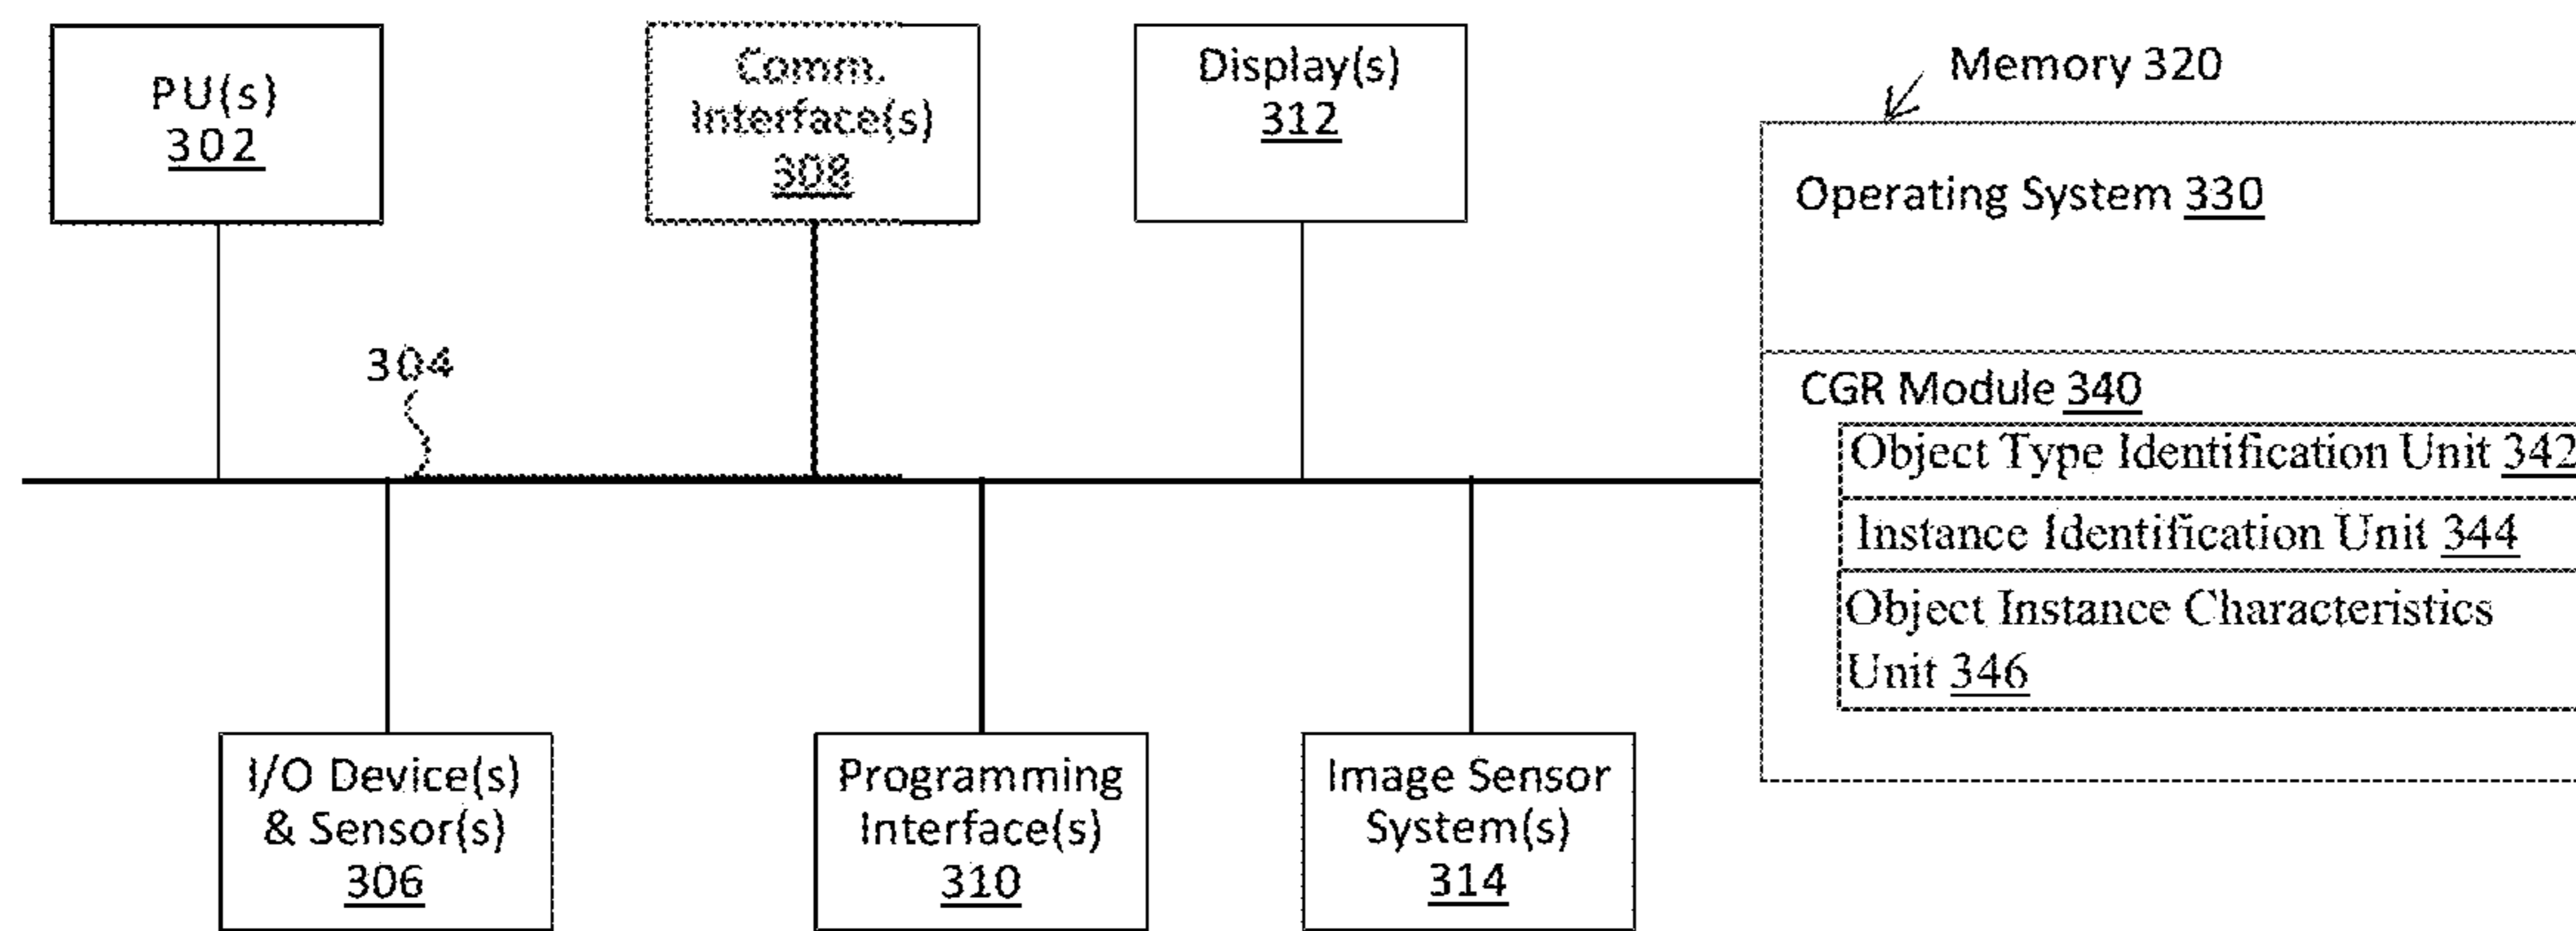 PU(s)
302
Comm.
Interface(s)
308
Display(s)
312
Memory 320
Operating System 330
304
CGR Module 340
Object Type Identification Unit 342
Instance Identification Unit 344
Object Instance Characteristics
Unit 346
I/O Device(s)
& Sensor(s)
306
Programming
Interface(s)
310
Image Sensor
System(s)
314